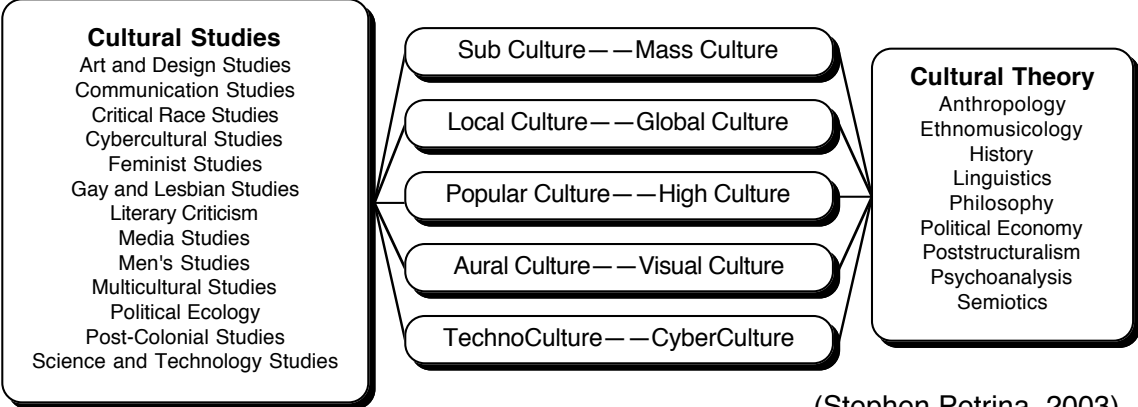 Cultural Studies
Art and Design Studies
Communication Studies
Critical Race Studies
Cybercultural Studies
Feminist Studies
Gay and Lesbian Studies
Literary Criticism
Media Studies
Men's Studies
Multicultural Studies
Political Ecology
Post-Colonial Studies
Science and Technology Studies
Sub Culture——Mass Culture
Local Culture——Global Culture
Popular Culture——High Culture
Aural Culture——Visual Culture
TechnoCulture——CyberCulture
Cultural Theory
Anthropology
Ethnomusicology
History
Linguistics
Philosophy
Political Economy
Poststructuralism
Psychoanalysis
Semiotics
(Stephen Petrina, 2003)